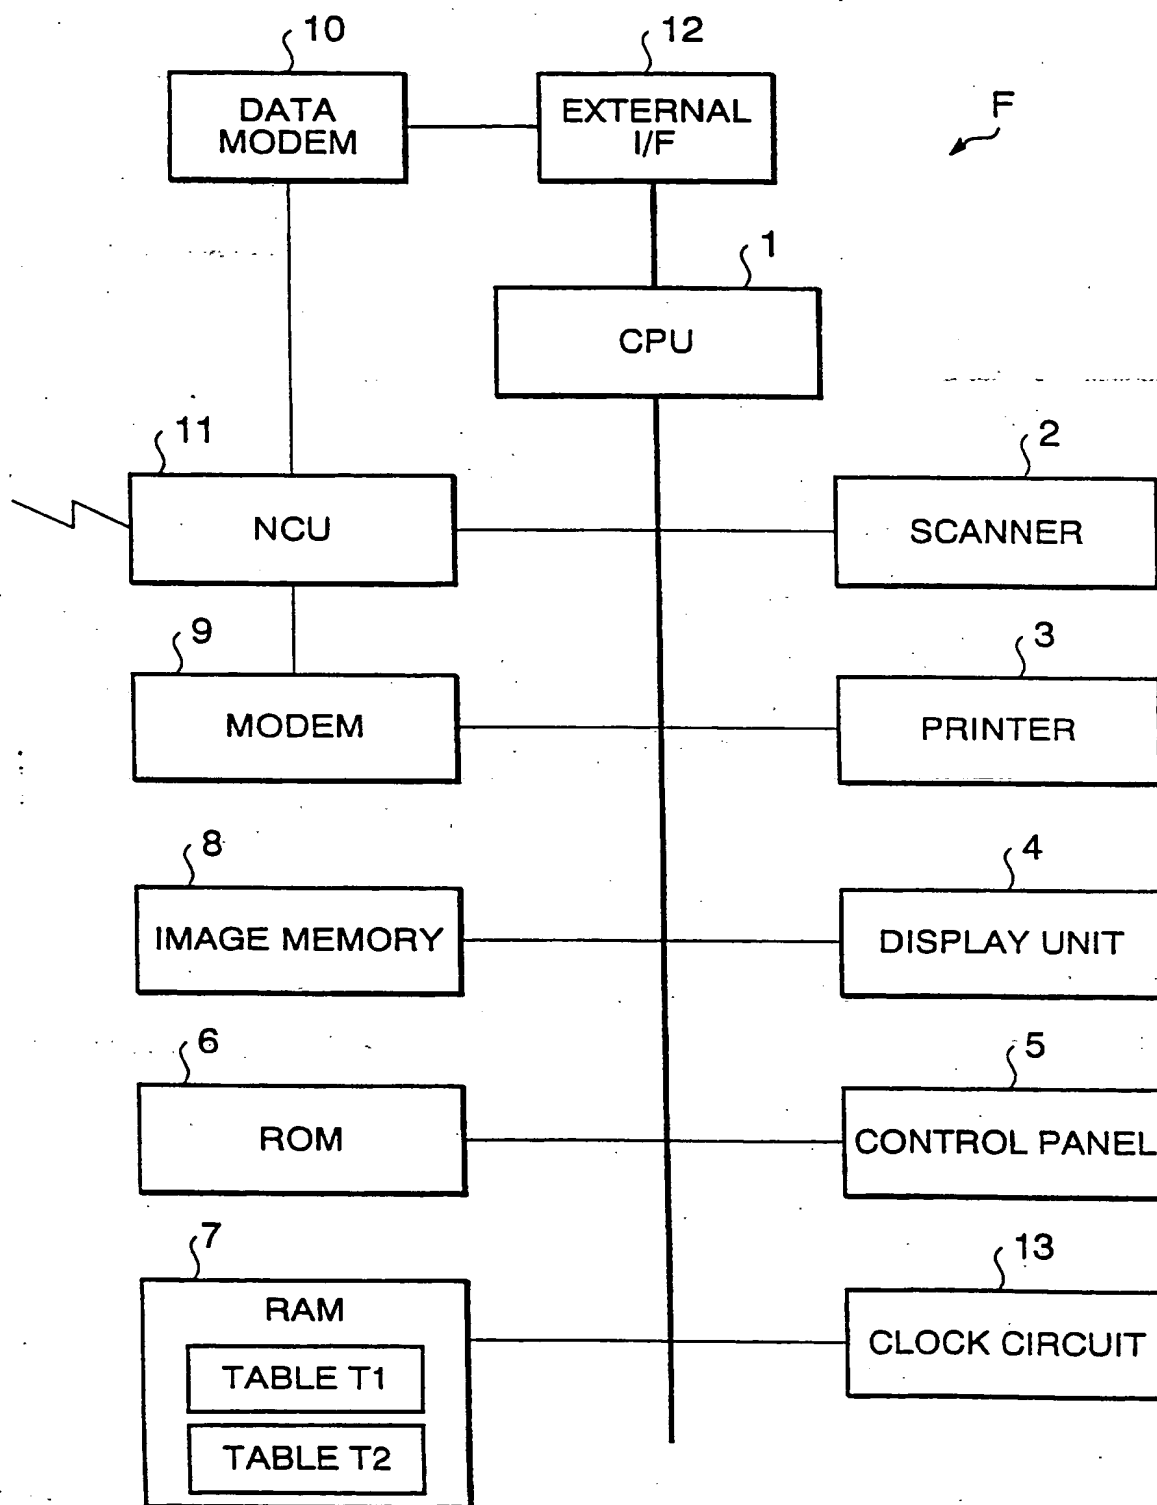 10
12
DATA
MODEM
EXTERNAL
I/F
F
1
CPU
11
2
NCU
SCANNER
9
3
MODEM
PRINTER
8
4
IMAGE MEMORY
DISPLAY UNIT
6
5
ROM
CONTROL PANEL
7
13
RAM
CLOCK CIRCUIT
TABLE T1
TABLE T2